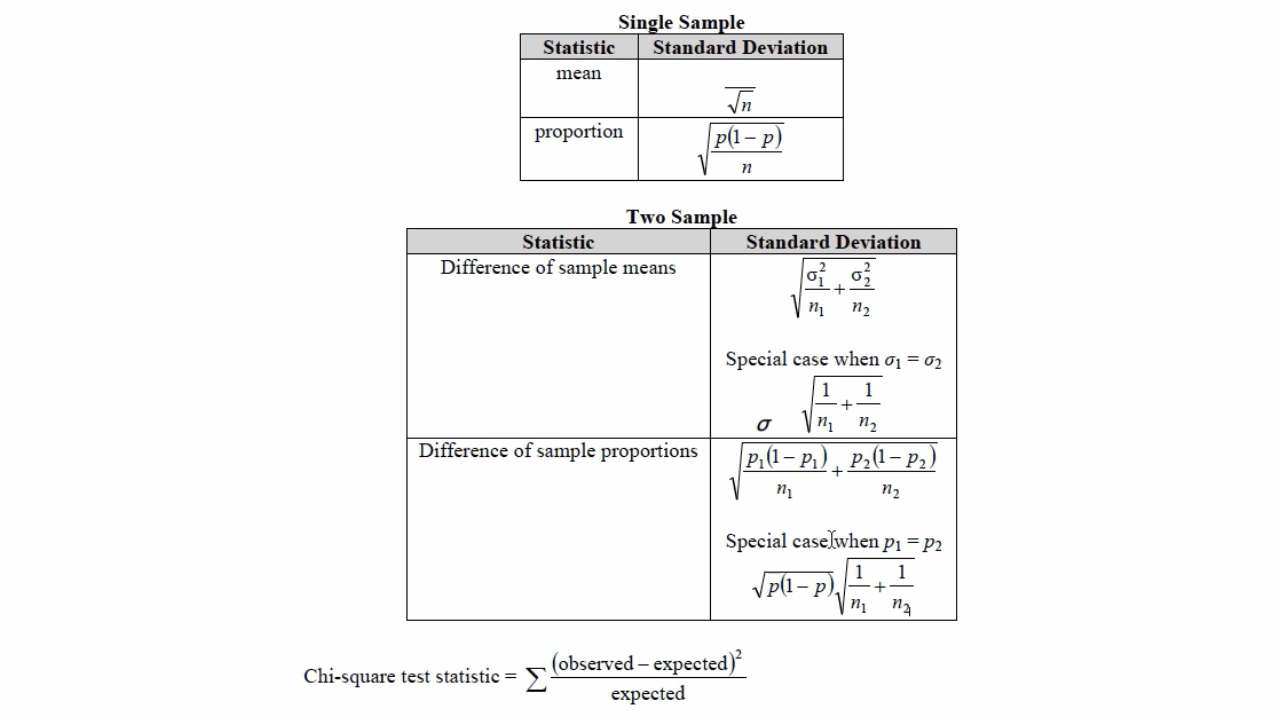 Single Sample
Statistic Standard Deviation
mean
√n
proportion
√(p(1 − p)/n)
Two Sample
Statistic Standard Deviation
Difference of sample means
√(σ₁²/n₁ + σ₂²/n₂)
Special case when σ₁ = σ₂
σ √(1/n₁ + 1/n₂)
Difference of sample proportions
√(p₁(1 − p₁)/n₁ + p₂(1 − p₂)/n₂)
Special case when p₁ = p₂
√p(1 − p) √(1/n₁ + 1/n₂)
Chi-square test statistic = ∑ (observed − expected)²/expected